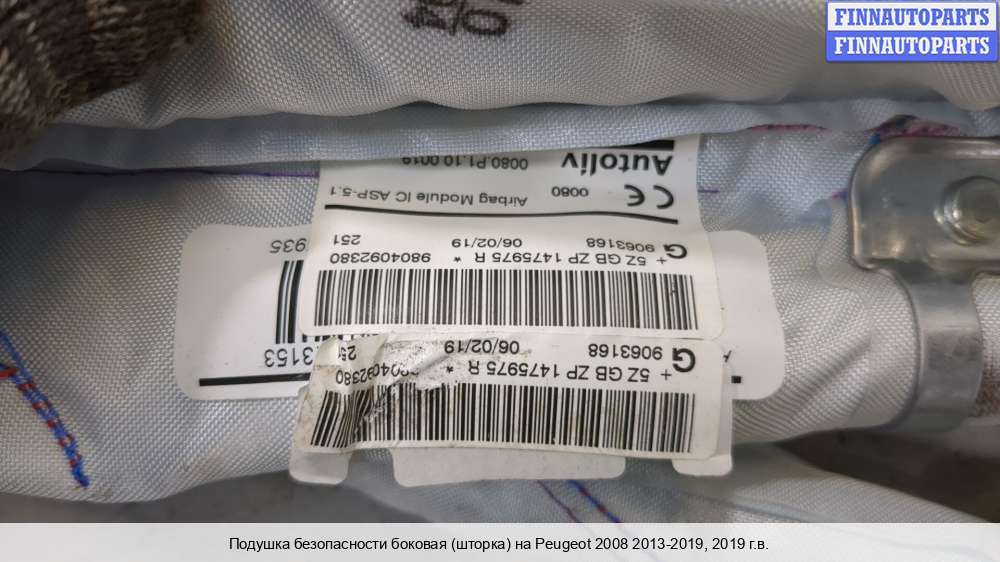 FINNAUTOPARTS
FINNAUTOPARTS
Autoliv
0080.P1.10.0019
0080
Airbag Module IC ASP-5.1
G 9063168 06/02/19 251
+ 5Z GB ZP 1475975 R * 9804092380
935
3153
G 9063168 06/02/19 251
+ 5Z GB ZP 1475975 R * 9804092380
Подушка безопасности боковая (шторка) на Peugeot 2008 2013-2019, 2019 г.в.